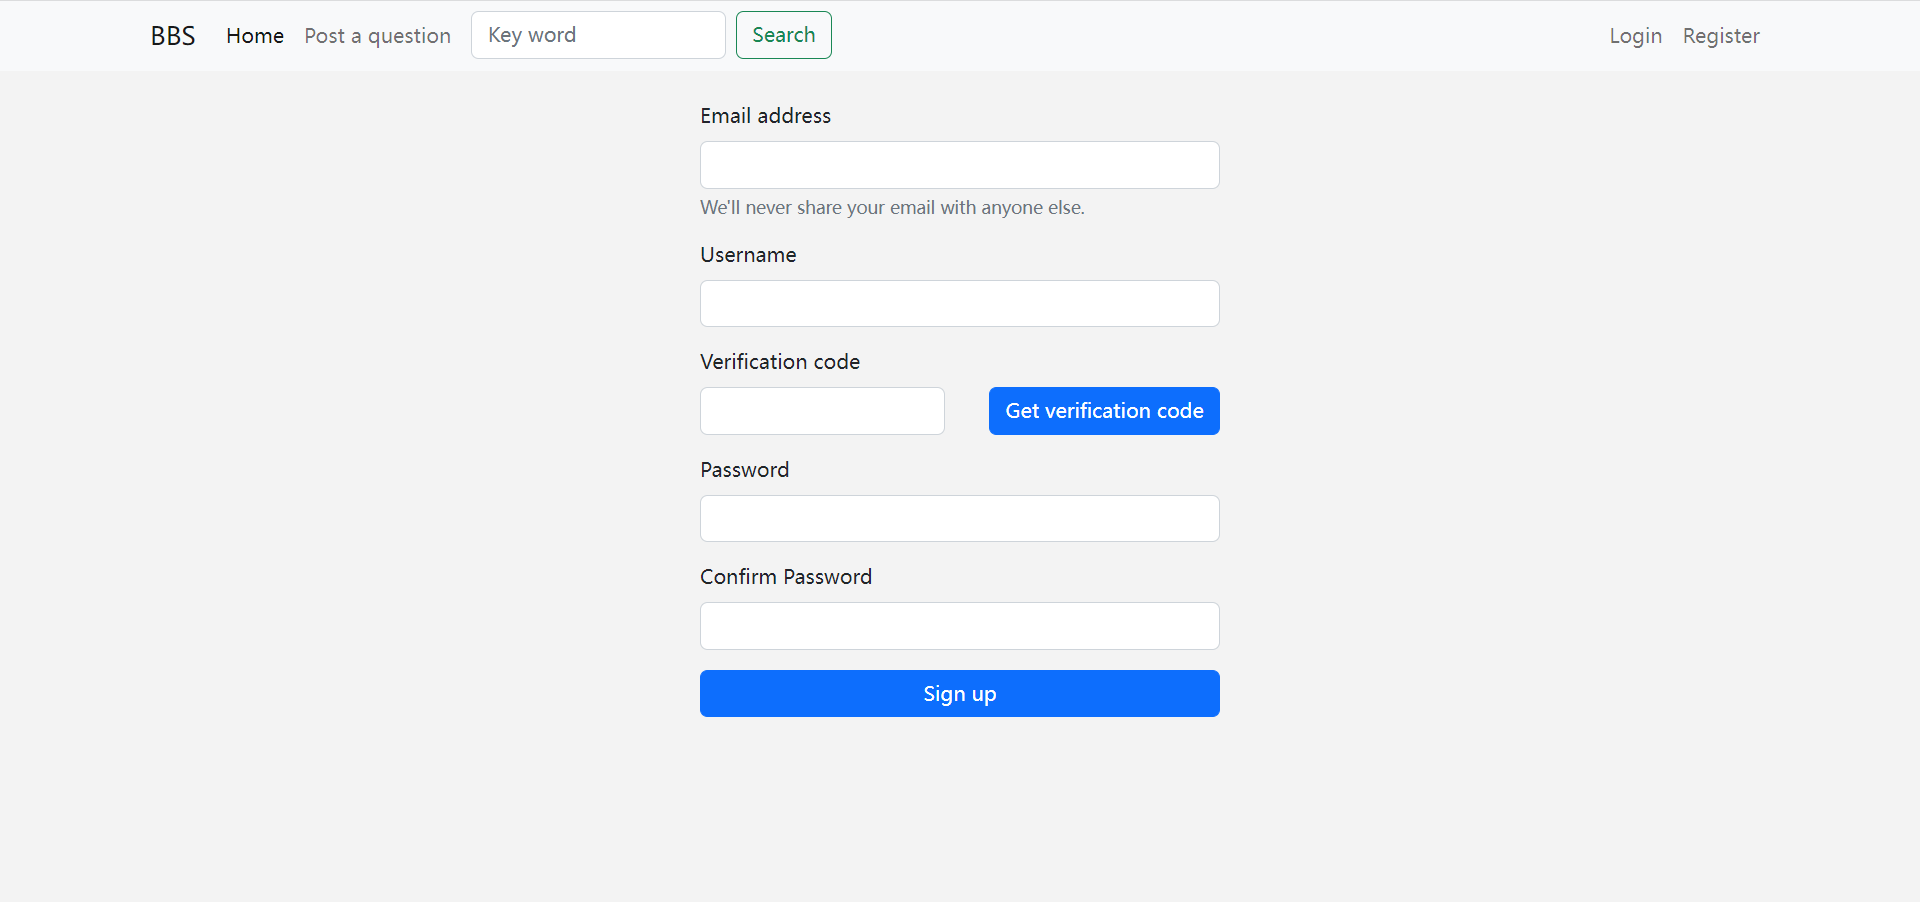 BBS Home Post a question Key word Search Login Register
Email address
We'll never share your email with anyone else.
Username
Verification code
Get verification code
Password
Confirm Password
Sign up